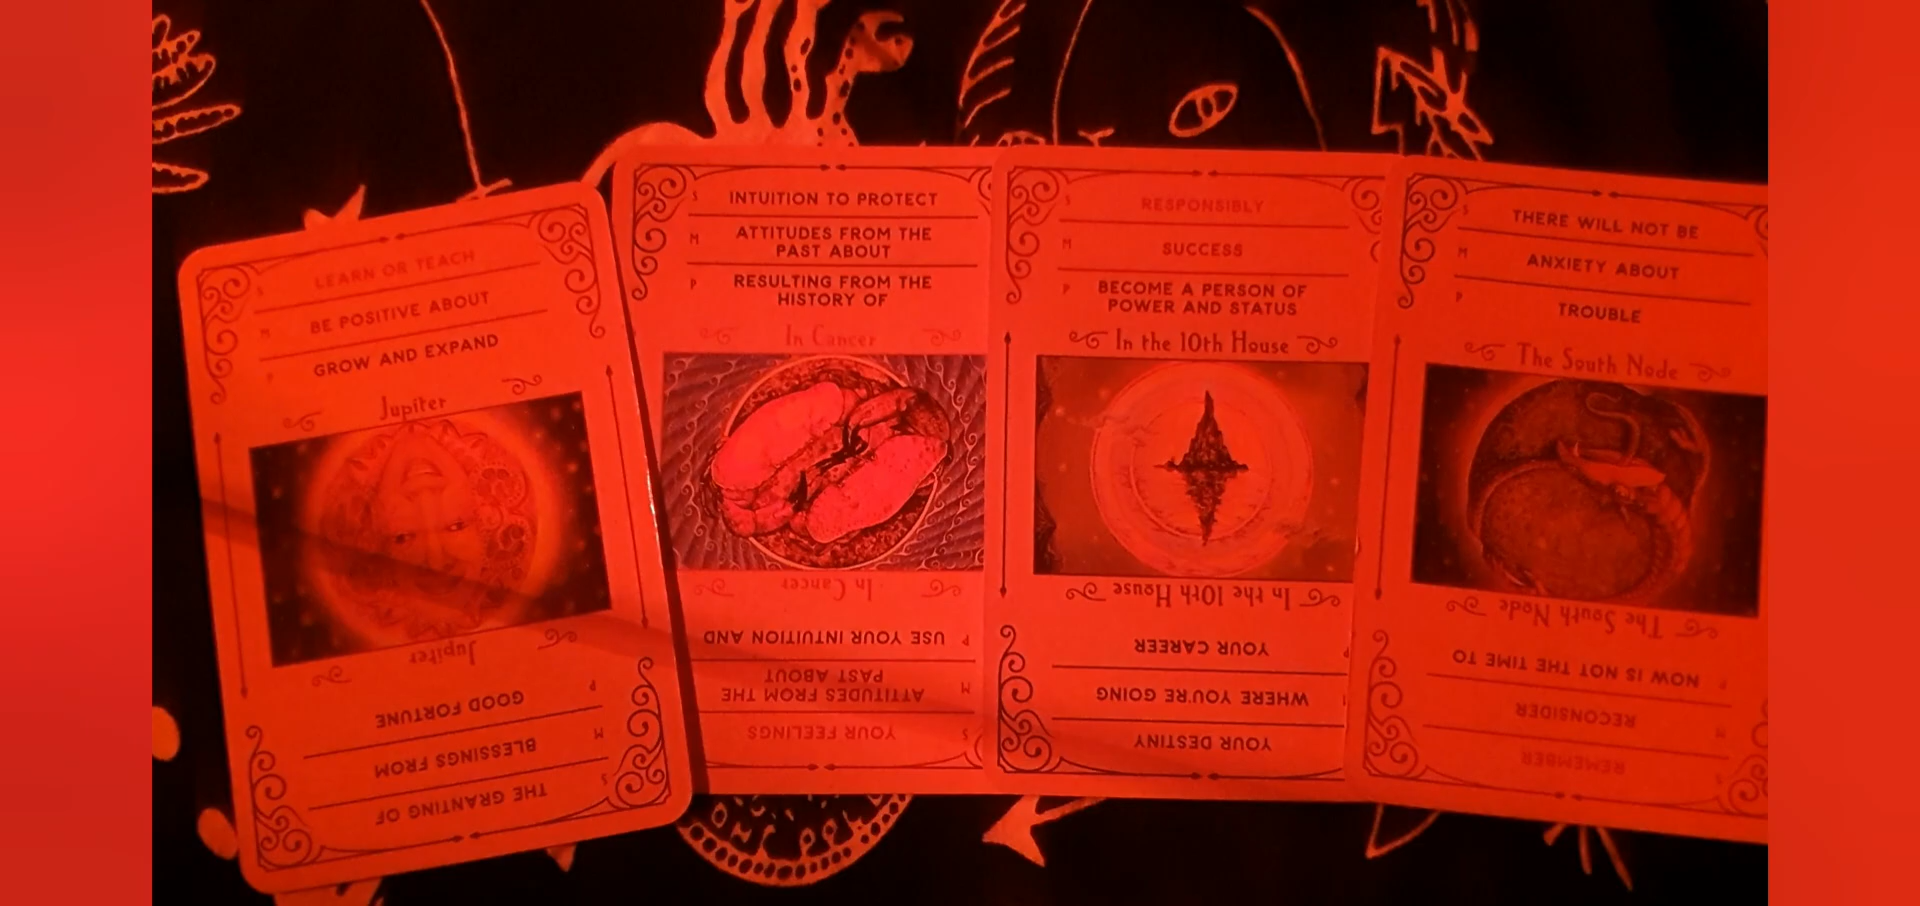 S LEARN OR TEACH
M BE POSITIVE ABOUT
P GROW AND EXPAND
Jupiter
Jupiter
P GOOD FORTUNE
M BLESSINGS FROM
S THE GRANTING OF
S INTUITION TO PROTECT
M ATTITUDES FROM THE
PAST ABOUT
P RESULTING FROM THE
HISTORY OF
In Cancer
In Cancer
P USE YOUR INTUITION AND
M ATTITUDES FROM THE
PAST ABOUT
S YOUR FEELINGS
S RESPONSIBLY
M SUCCESS
P BECOME A PERSON OF
POWER AND STATUS
In the 10th House
In the 10th House
P YOUR CAREER
WHERE YOU'RE GOING
YOUR DESTINY
S THERE WILL NOT BE
M ANXIETY ABOUT
P TROUBLE
The South Node
The South Node
P NOW IS NOT THE TIME TO
M RECONSIDER
S REMEMBER